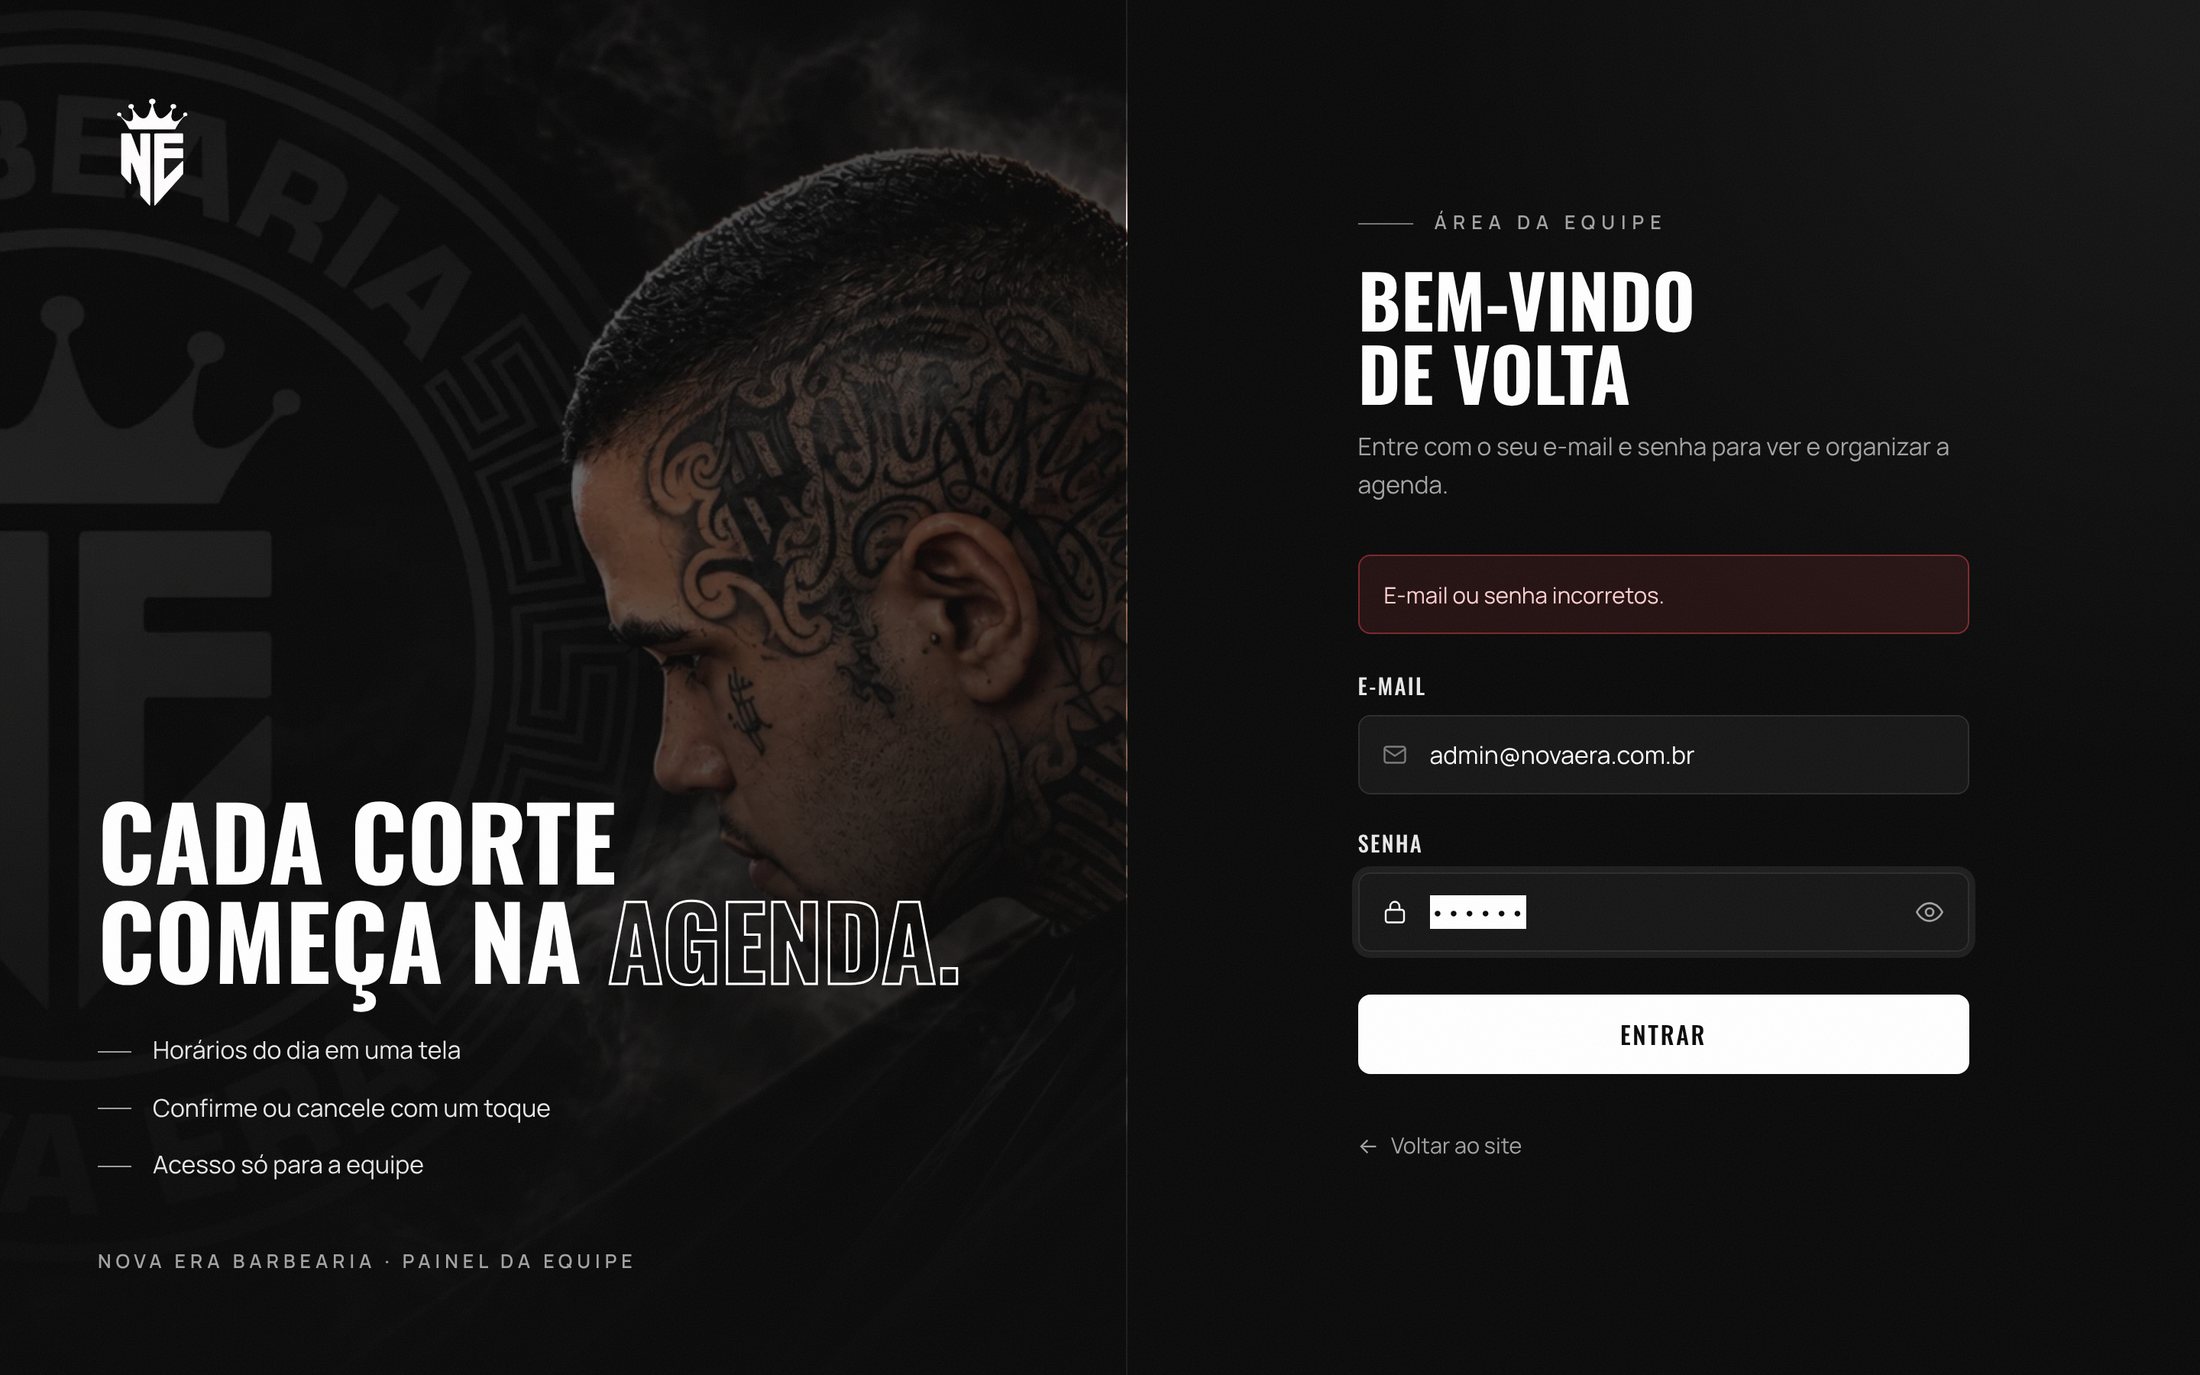 BEARIA
NE
NE
CADA CORTE
COMEÇA NA AGENDA.
Horários do dia em uma tela
Confirme ou cancele com um toque
Acesso só para a equipe
NOVA ERA BARBEARIA · PAINEL DA EQUIPE
ÁREA DA EQUIPE
BEM-VINDO
DE VOLTA
Entre com o seu e-mail e senha para ver e organizar a
agenda.
E-mail ou senha incorretos.
E-MAIL
admin@novaera.com.br
SENHA
••••••
ENTRAR
← Voltar ao site